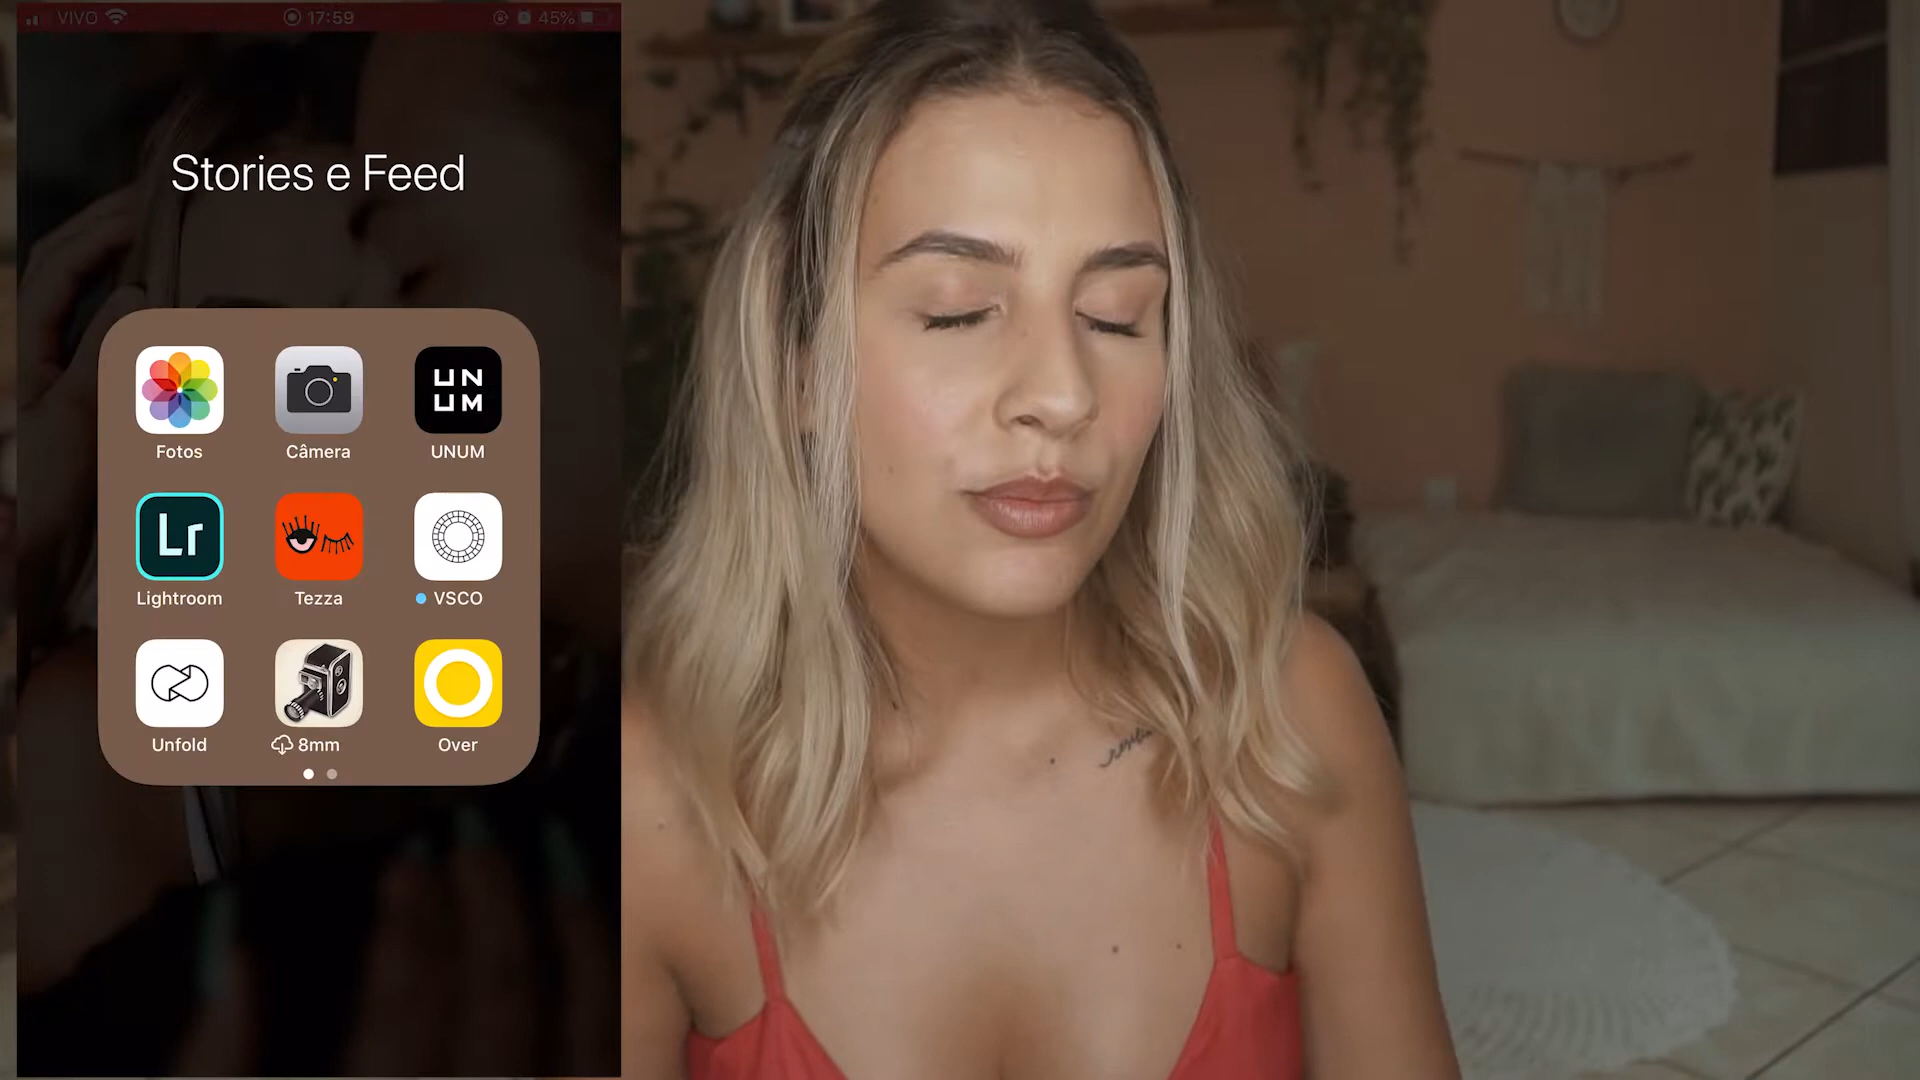 VIVO 17:59 45%
Stories e Feed
UN
UM
Fotos Câmera UNUM
Lr
Lightroom Tezza VSCO
Unfold 8mm Over